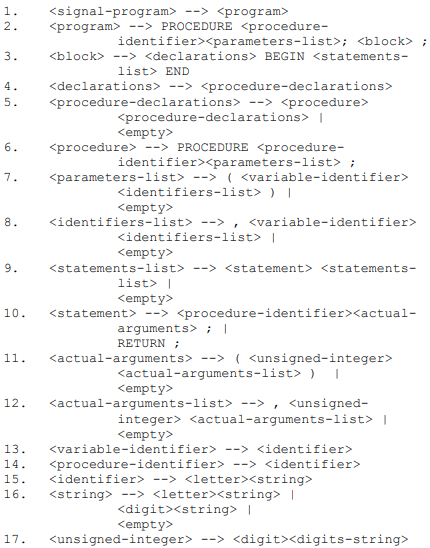 1. <signal-program> --> <program>
2. <program> --> PROCEDURE <procedure-
identifier><parameters-list>; <block> ;
3. <block> --> <declarations> BEGIN <statements-
list> END
4. <declarations> --> <procedure-declarations>
5. <procedure-declarations> --> <procedure>
<procedure-declarations> |
<empty>
6. <procedure> --> PROCEDURE <procedure-
identifier><parameters-list> ;
7. <parameters-list> --> ( <variable-identifier>
<identifiers-list> ) |
<empty>
8. <identifiers-list> --> , <variable-identifier>
<identifiers-list> |
<empty>
9. <statements-list> --> <statement> <statements-
list> |
<empty>
10. <statement> --> <procedure-identifier><actual-
arguments> ; |
RETURN ;
11. <actual-arguments> --> ( <unsigned-integer>
<actual-arguments-list> ) |
<empty>
12. <actual-arguments-list> --> , <unsigned-
integer> <actual-arguments-list> |
<empty>
13. <variable-identifier> --> <identifier>
14. <procedure-identifier> --> <identifier>
15. <identifier> --> <letter><string>
16. <string> --> <letter><string> |
<digit><string> |
<empty>
17. <unsigned-integer> --> <digit><digits-string>